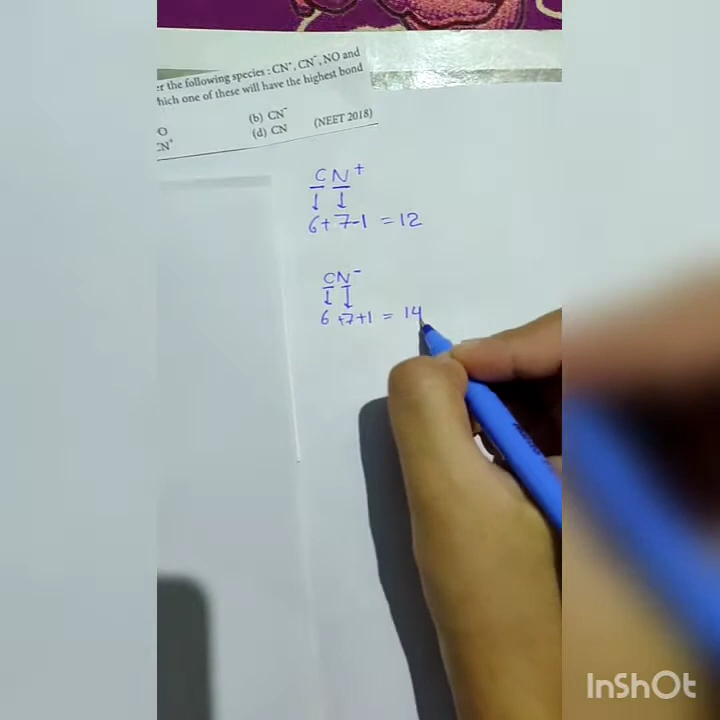 er the following species : CN⁺, CN⁻, NO and
hich one of these will have the highest bond
O (b) CN⁻
CN⁺ (d) CN (NEET 2018)
CN⁺
↓ ↓
6+7-1 =12
CN⁻
↓ ↓
6 +7+1 = 14
InShOt